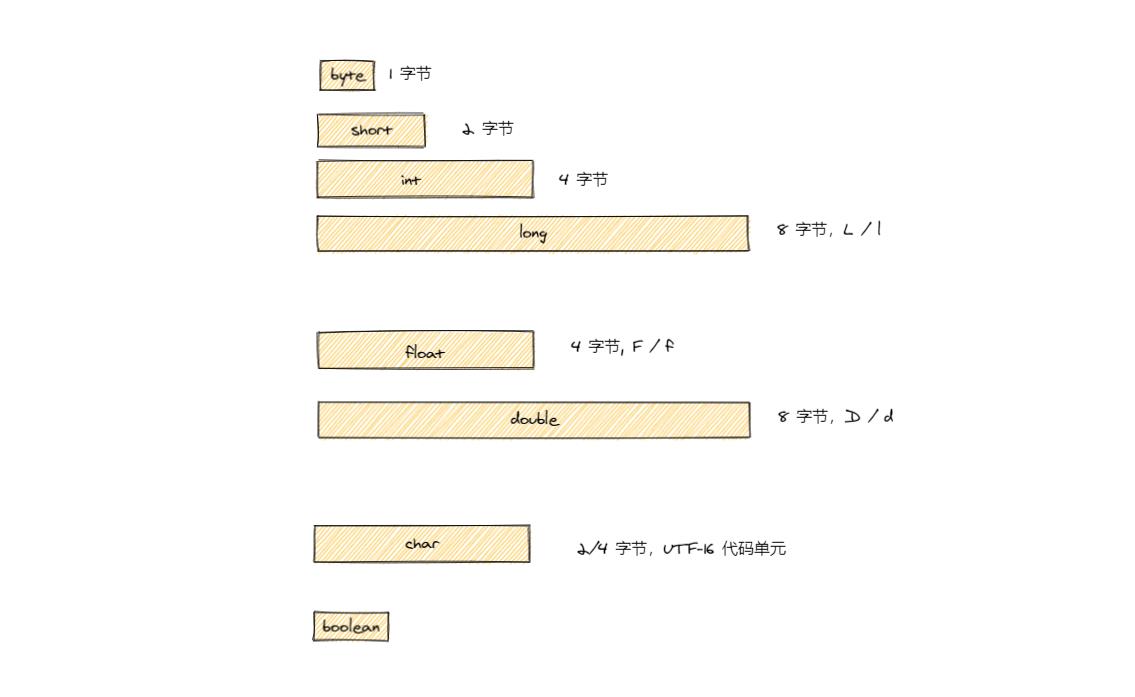 byte 1 字节
short 2 字节
int 4 字节
long 8 字节，L / l
float 4 字节, F / f
double 8 字节，D / d
char 2/4 字节，UTF-16 代码单元
boolean